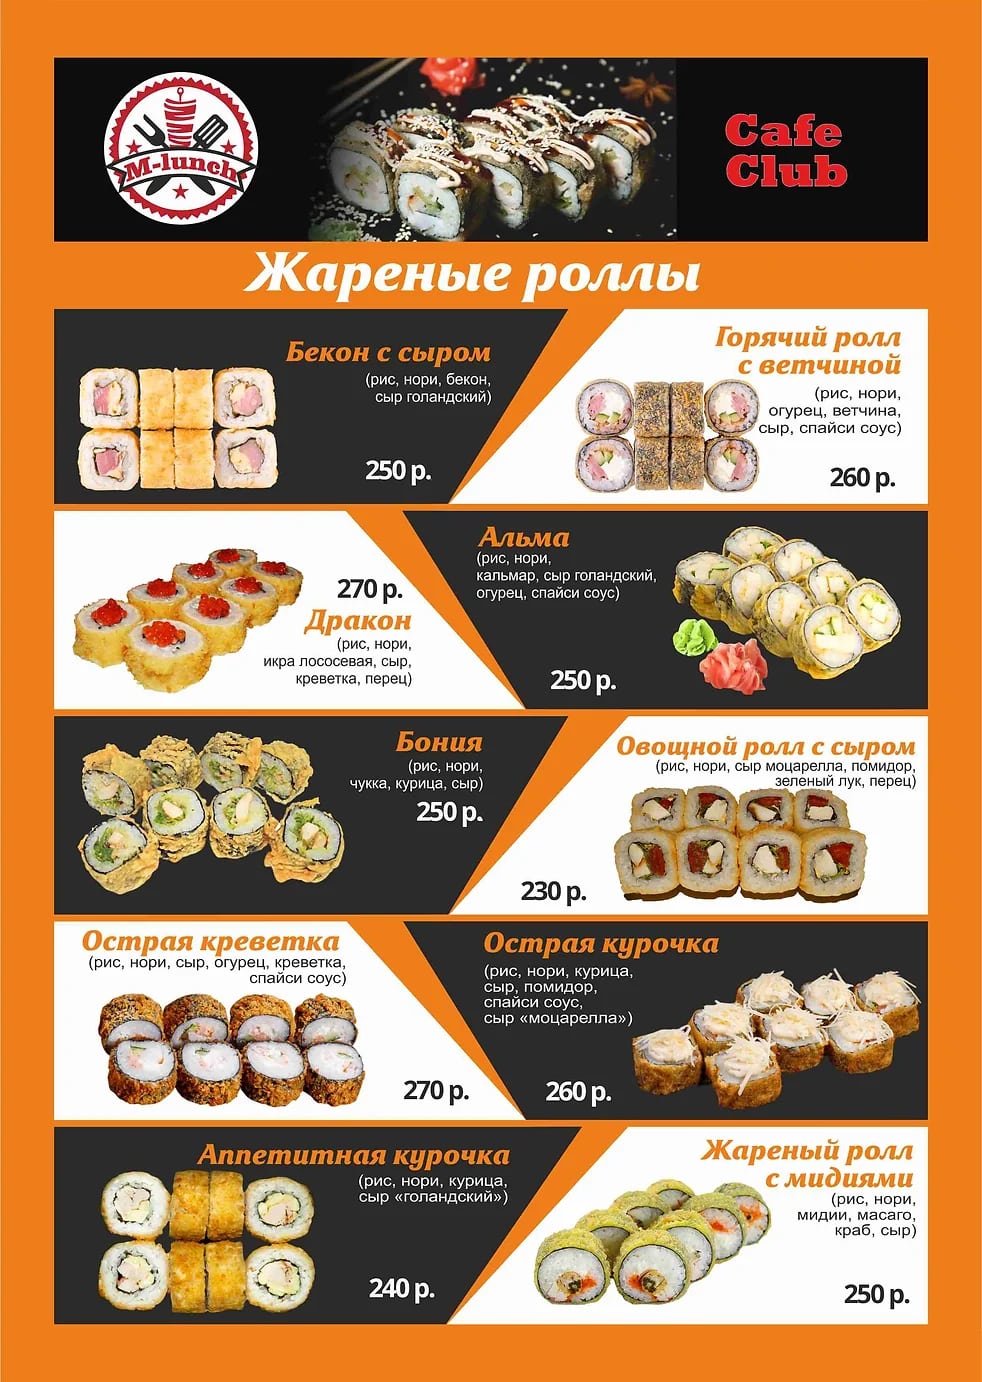 M-lunch
Cafe
Club
Жареные роллы
Бекон с сыром
(рис, нори, бекон,
сыр голандский)
250 р.
Горячий ролл
с ветчиной
(рис, нори,
огурец, ветчина,
сыр, спайси соус)
260 р.
270 р.
Дракон
(рис, нори,
икра лососевая, сыр,
креветка, перец)
Альма
(рис, нори,
кальмар, сыр голандский,
огурец, спайси соус)
250 р.
Бония
(рис, нори,
чукка, курица, сыр)
250 р.
Овощной ролл с сыром
(рис, нори, сыр моцарелла, помидор,
зеленый лук, перец)
230 р.
Острая креветка
(рис, нори, сыр, огурец, креветка,
спайси соус)
270 р.
Острая курочка
(рис, нори, курица,
сыр, помидор,
спайси соус,
сыр «моцарелла»)
260 р.
Аппетитная курочка
(рис, нори, курица,
сыр «голандский»)
240 р.
Жареный ролл
с мидиями
(рис, нори,
мидии, масаго,
краб, сыр)
250 р.